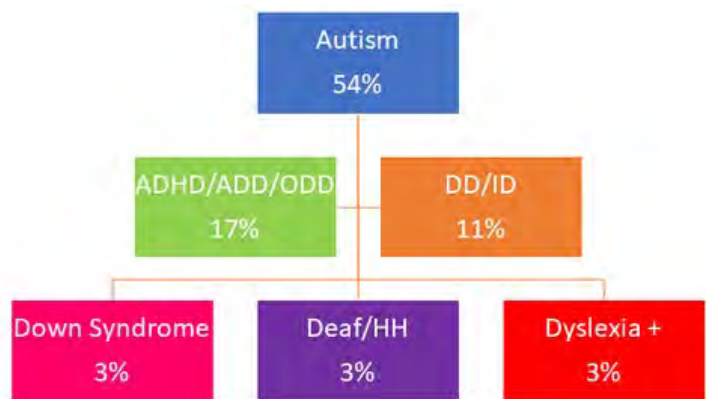 Autism
54%
ADHD/ADD/ODD
17%
DD/ID
11%
Down Syndrome
3%
Deaf/HH
3%
Dyslexia +
3%